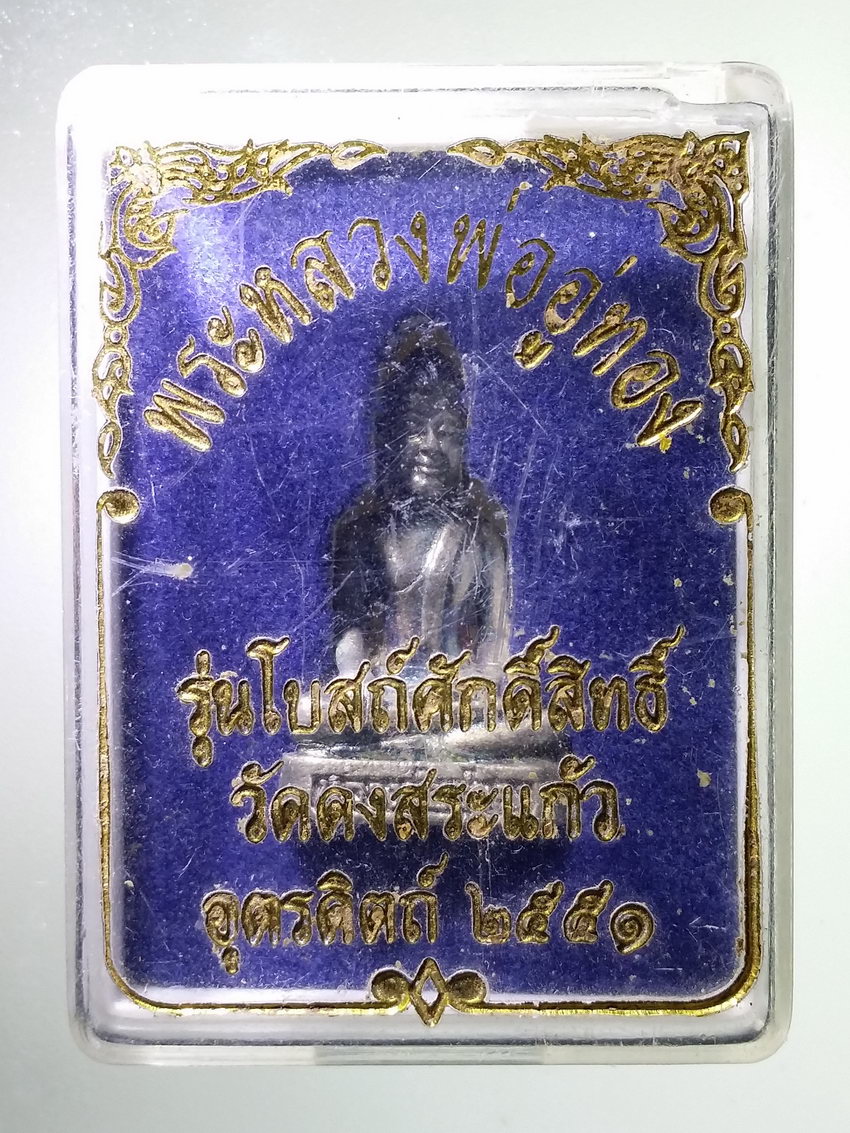 พระหลวงพ่ออู่ทอง
รุ่นโบสถ์ศักดิ์สิทธิ์
วัดดงสระแก้ว
อุตรดิตถ์ ๒๕๕๑